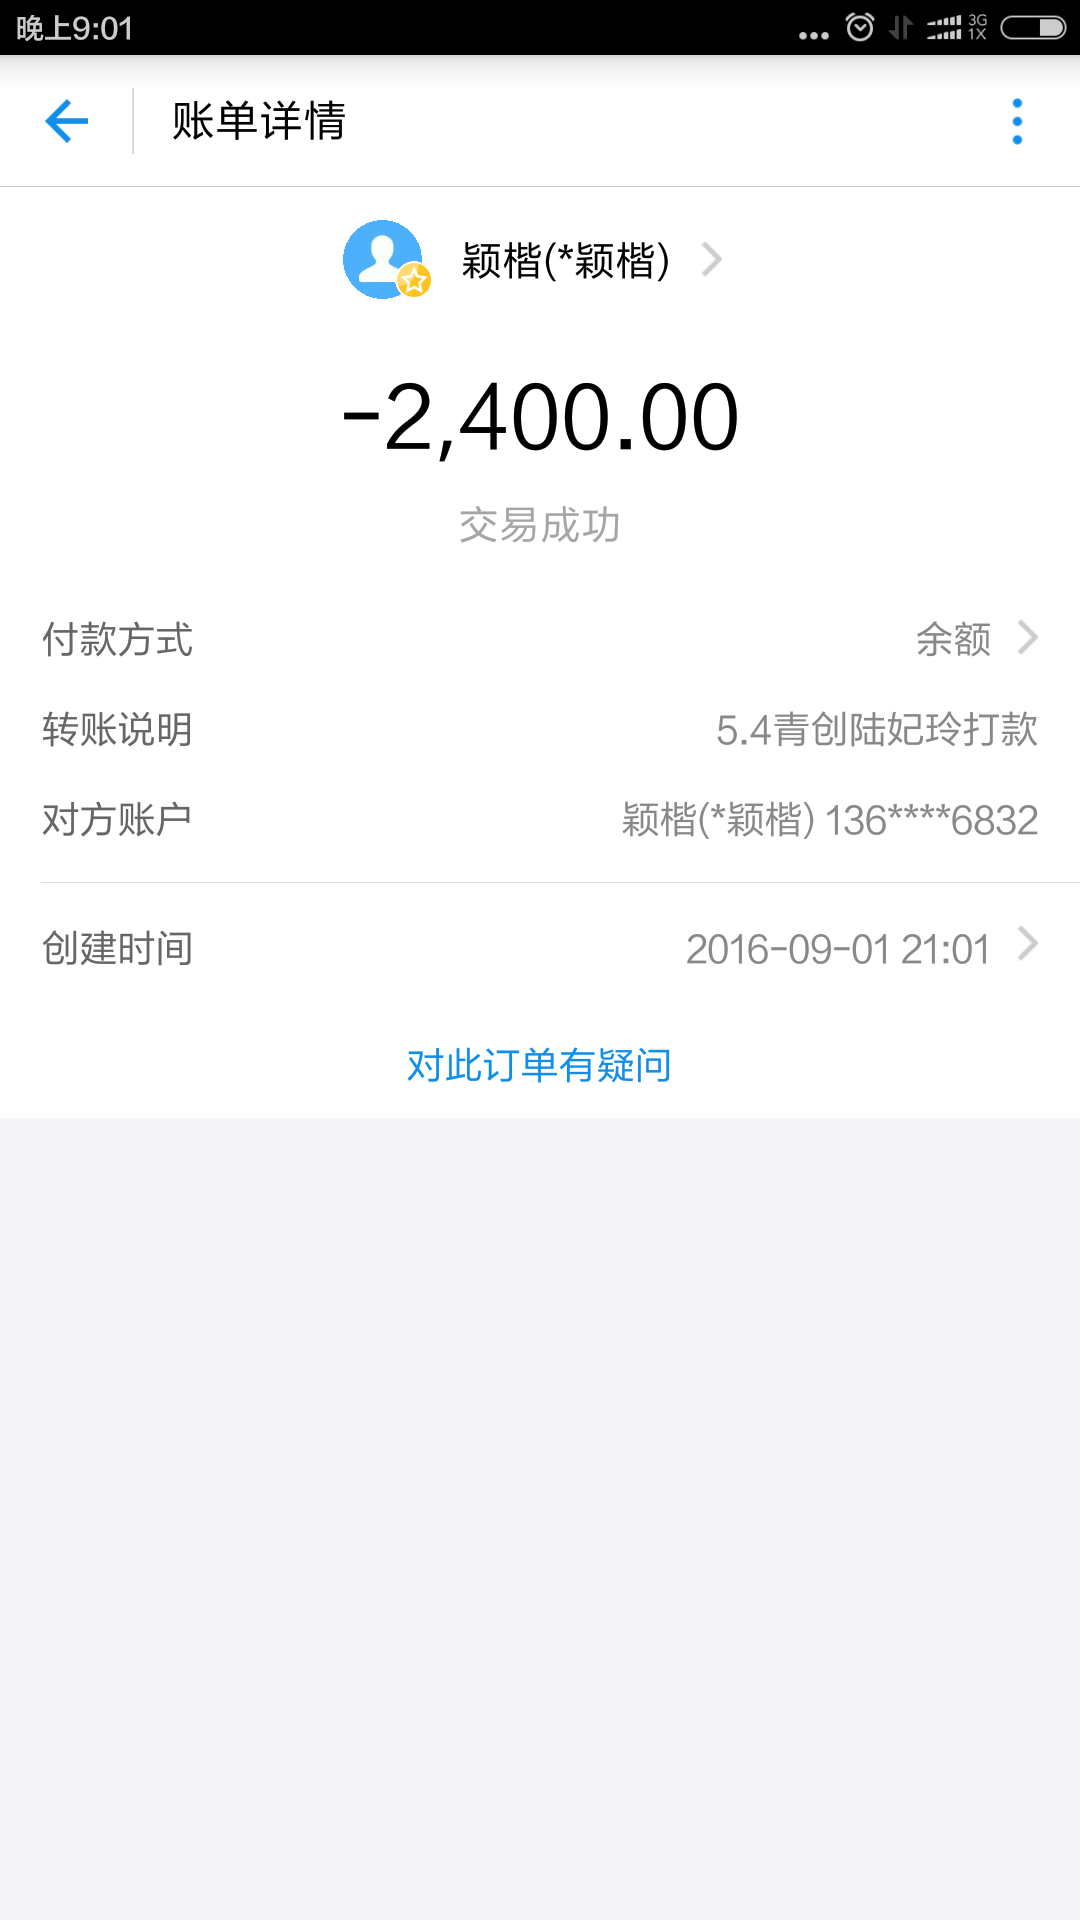 晚上9:01
3G
1X
账单详情
颖楷(*颖楷)
-2,400.00
交易成功
付款方式 余额
转账说明 5.4青创陆妃玲打款
对方账户 颖楷(*颖楷) 136****6832
创建时间 2016-09-01 21:01
对此订单有疑问